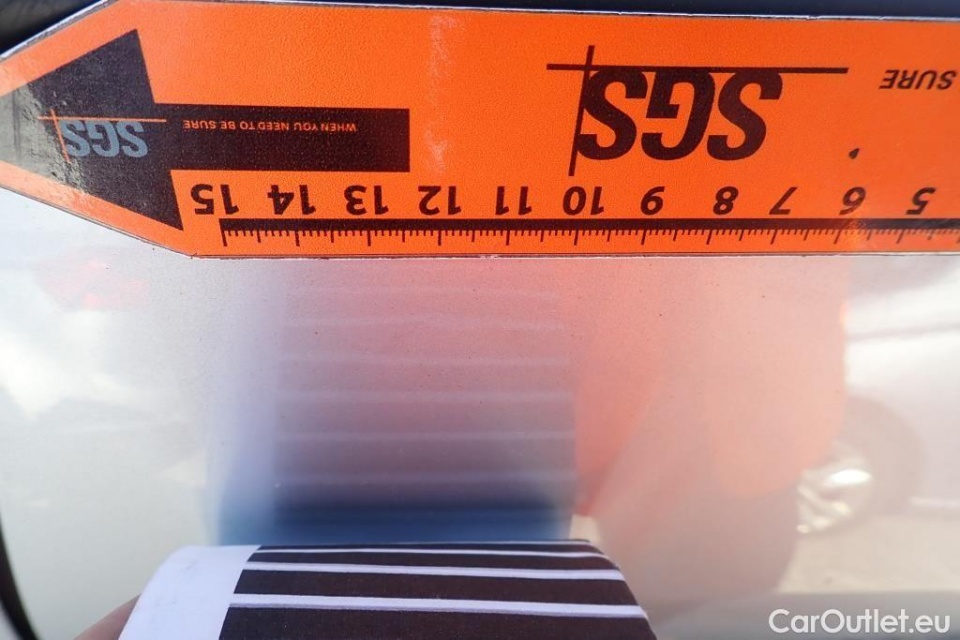 SGS
WHEN YOU NEED TO BE SURE
SGS
SURE
5 6 7 8 9 10 11 12 13 14 15
CarOutlet.eu